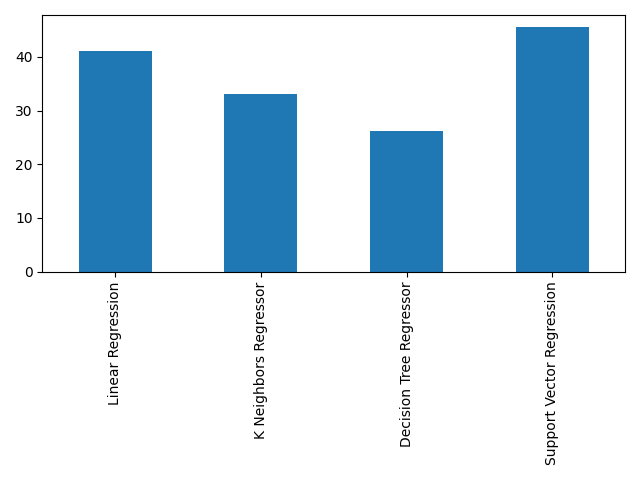 40
30
20
10
0
Linear Regression
K Neighbors Regressor
Decision Tree Regressor
Support Vector Regression